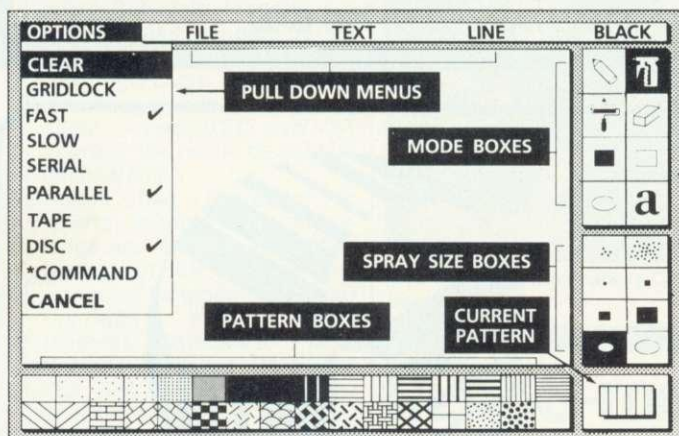 OPTIONS FILE TEXT LINE BLACK
CLEAR
GRIDLOCK
FAST ✔
SLOW
SERIAL
PARALLEL ✔
TAPE
DISC ✔
*COMMAND
CANCEL
PULL DOWN MENUS
MODE BOXES
a
SPRAY SIZE BOXES
PATTERN BOXES
CURRENT
PATTERN